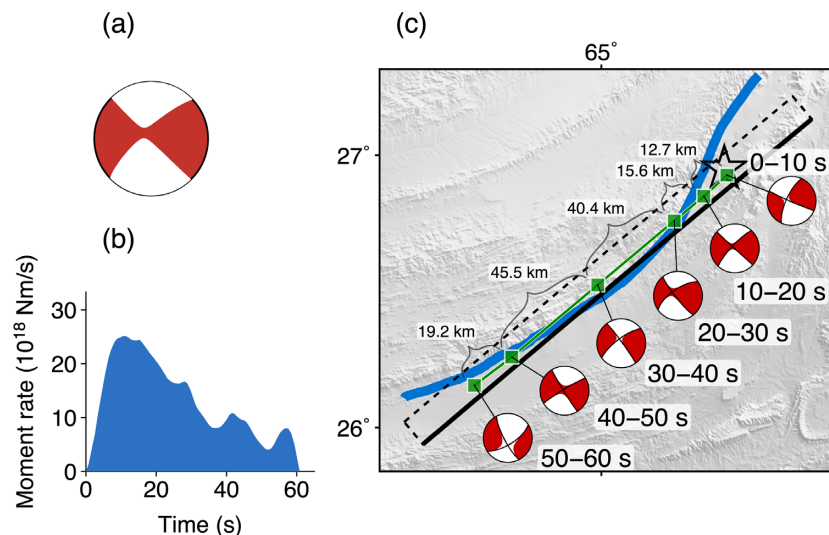 (a)
(b)
Moment rate (10¹⁸ Nm/s)
30
20
10
0
0
20
40
60
Time (s)
(c)
65°
27°
26°
12.7 km
15.6 km
40.4 km
45.5 km
19.2 km
0−10 s
10−20 s
20−30 s
30−40 s
40−50 s
50−60 s